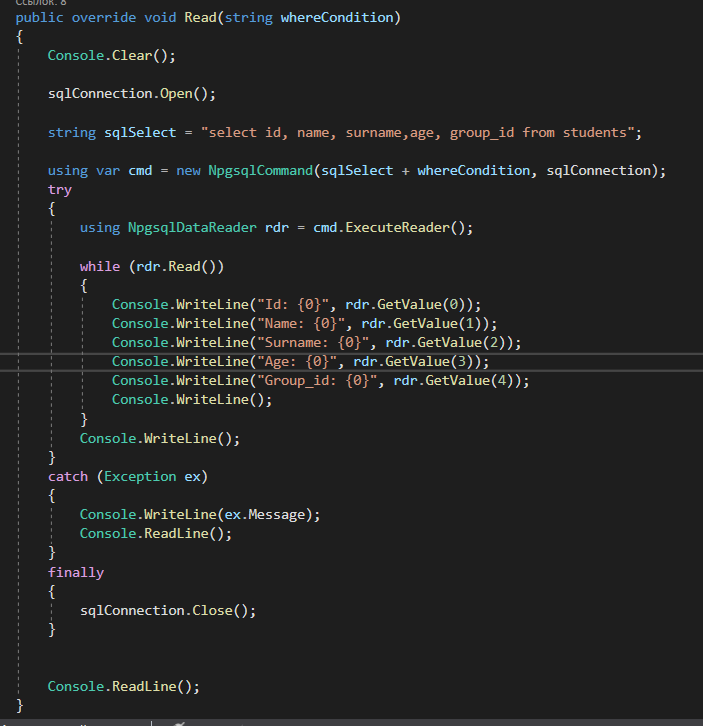 Ссылок: 8
public override void Read(string whereCondition)
{
    Console.Clear();

    sqlConnection.Open();

    string sqlSelect = "select id, name, surname,age, group_id from students";

    using var cmd = new NpgsqlCommand(sqlSelect + whereCondition, sqlConnection);
    try
    {
        using NpgsqlDataReader rdr = cmd.ExecuteReader();

        while (rdr.Read())
        {
            Console.WriteLine("Id: {0}", rdr.GetValue(0));
            Console.WriteLine("Name: {0}", rdr.GetValue(1));
            Console.WriteLine("Surname: {0}", rdr.GetValue(2));
            Console.WriteLine("Age: {0}", rdr.GetValue(3));
            Console.WriteLine("Group_id: {0}", rdr.GetValue(4));
            Console.WriteLine();
        }
        Console.WriteLine();
    }
    catch (Exception ex)
    {
        Console.WriteLine(ex.Message);
        Console.ReadLine();
    }
    finally
    {
        sqlConnection.Close();
    }


    Console.ReadLine();
}